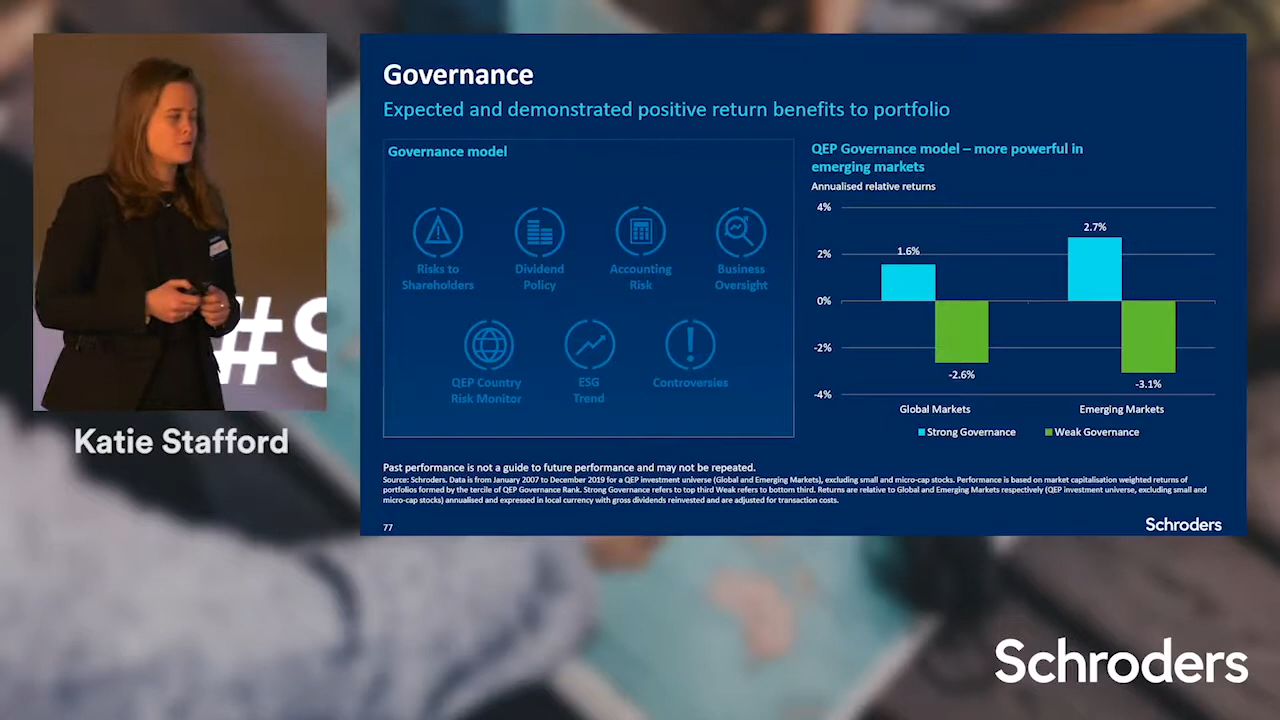 #S
Katie Stafford
Governance
Expected and demonstrated positive return benefits to portfolio
Governance model
Risks to
Shareholders
Dividend
Policy
Accounting
Risk
Business
Oversight
QEP Country
Risk Monitor
ESG
Trend
Controversies
QEP Governance model – more powerful in
emerging markets
Annualised relative returns
4%
2%
0%
-2%
-4%
1.6%
-2.6%
2.7%
-3.1%
Global Markets
Emerging Markets
Strong Governance
Weak Governance
Past performance is not a guide to future performance and may not be repeated.
Source: Schroders. Data is from January 2007 to December 2019 for a QEP investment universe (Global and Emerging Markets), excluding small and micro-cap stocks. Performance is based on market capitalisation weighted returns of
portfolios formed by the tercile of QEP Governance Rank. Strong Governance refers to top third Weak refers to bottom third. Returns are relative to Global and Emerging Markets respectively (QEP investment universe, excluding small and
micro-cap stocks) annualised and expressed in local currency with gross dividends reinvested and are adjusted for transaction costs.
77
Schroders
Schroders